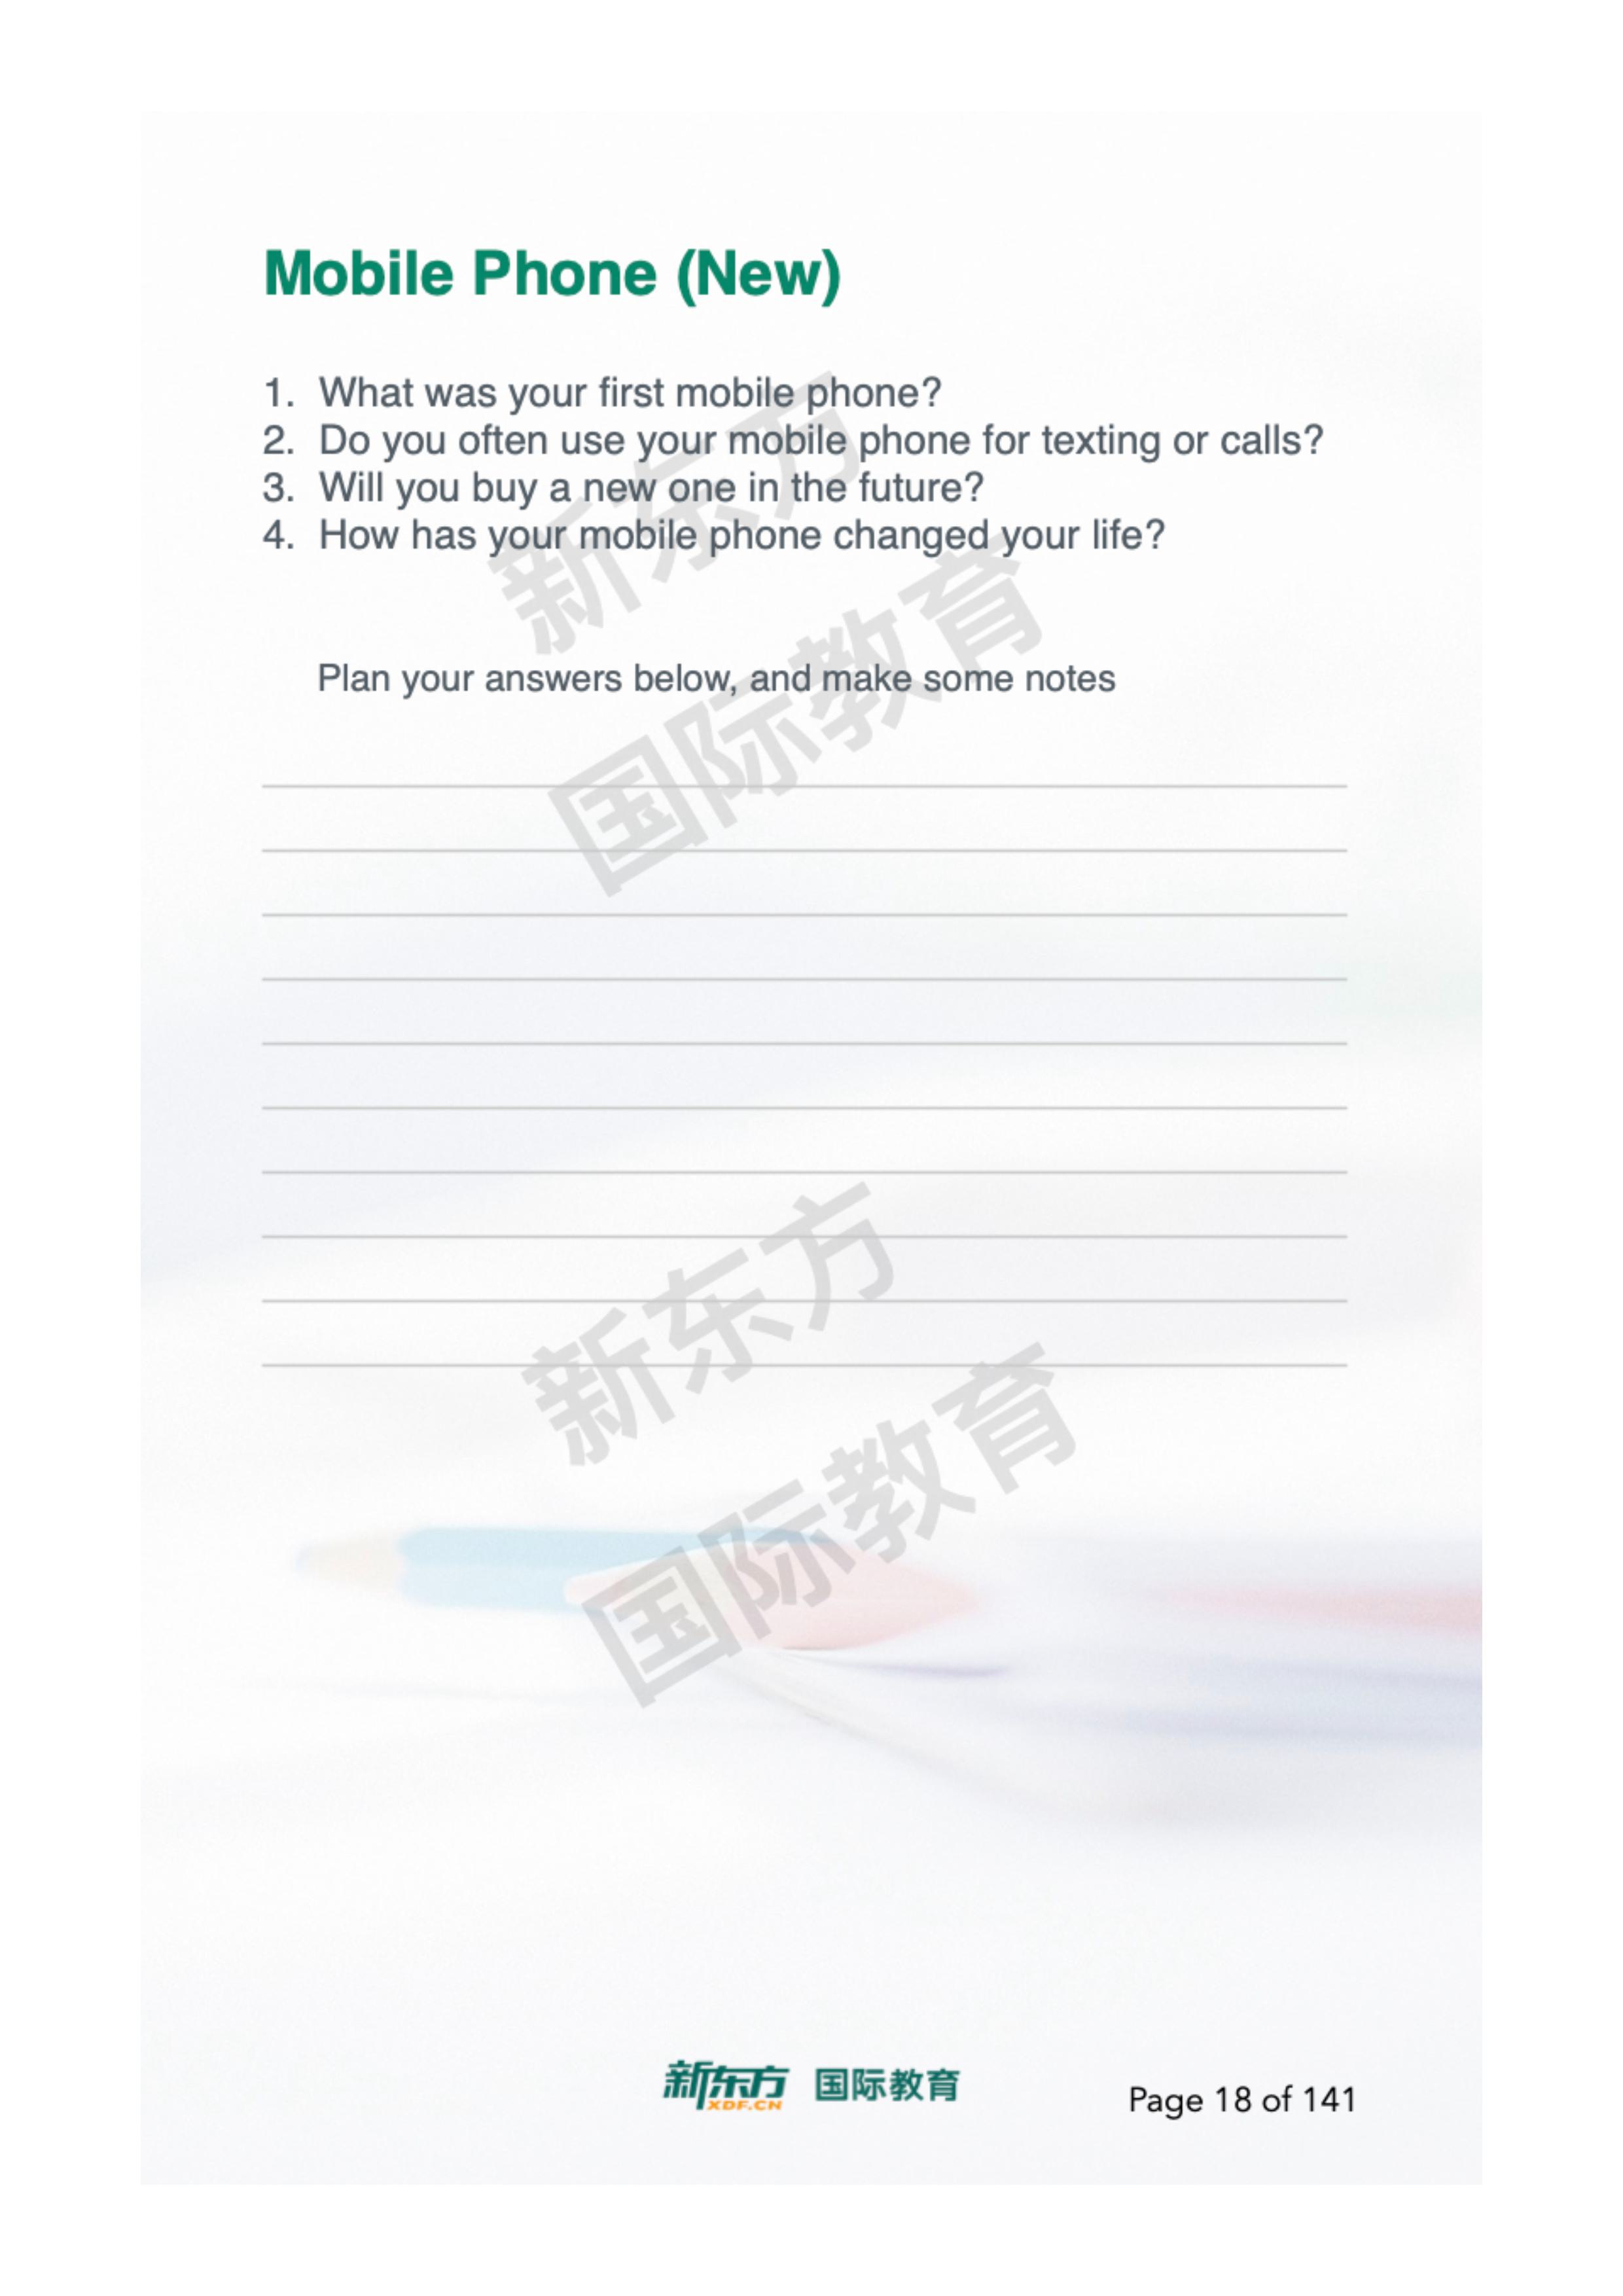 Mobile Phone (New)
1. What was your first mobile phone?
2. Do you often use your mobile phone for texting or calls?
3. Will you buy a new one in the future?
4. How has your mobile phone changed your life?
新东方
国际教育
Plan your answers below, and make some notes
新东方
国际教育
新东方 国际教育
XDF.CN
Page 18 of 141